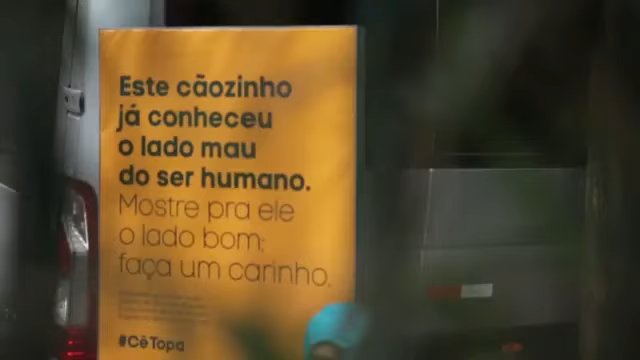 Este cãozinho
já conheceu
o lado mau
do ser humano.
Mostre pra ele
o lado bom:
faça um carinho.
#CêTopa